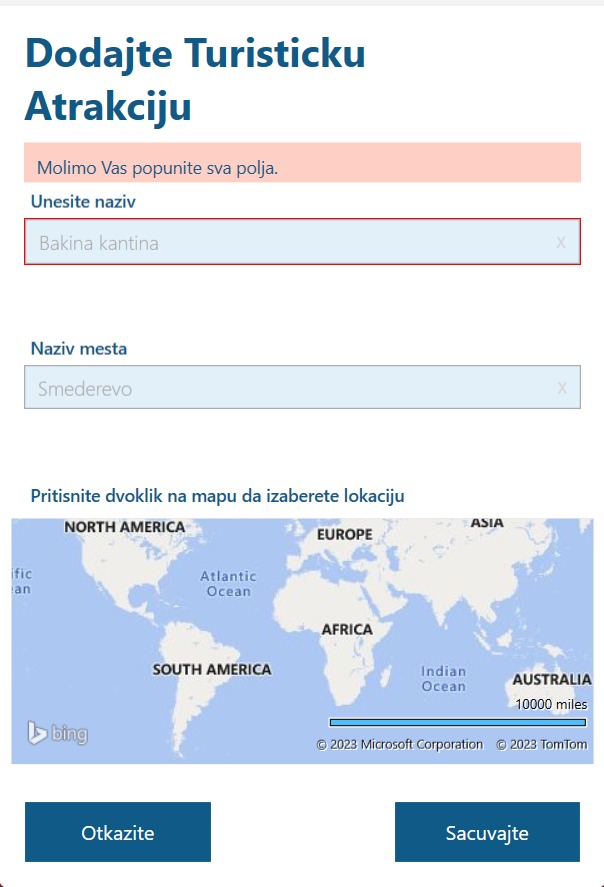 Dodajte Turisticku
Atrakciju
Molimo Vas popunite sva polja.
Unesite naziv
Bakina kantina X
Naziv mesta
Smederevo X
Pritisnite dvoklik na mapu da izaberete lokaciju
NORTH AMERICA
EUROPE
ASIA
ific
an
Atlantic
Ocean
AFRICA
SOUTH AMERICA
Indian
Ocean
AUSTRALIA
10000 miles
bing
© 2023 Microsoft Corporation © 2023 TomTom
Otkazite
Sacuvajte